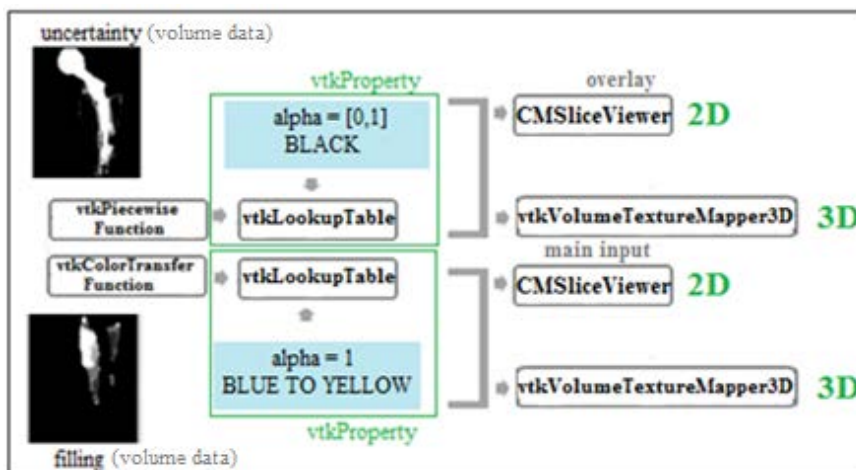 uncertainty (volume data)
vtkProperty
alpha = [0,1]
BLACK
overlay
CMSliceViewer 2D
vtkPiecewise
Function
vtkLookupTable
vtkVolumeTextureMapper3D 3D
vtkColorTransfer
Function
vtkLookupTable
main input
CMSliceViewer 2D
alpha = 1
BLUE TO YELLOW
vtkVolumeTextureMapper3D 3D
vtkProperty
filling (volume data)